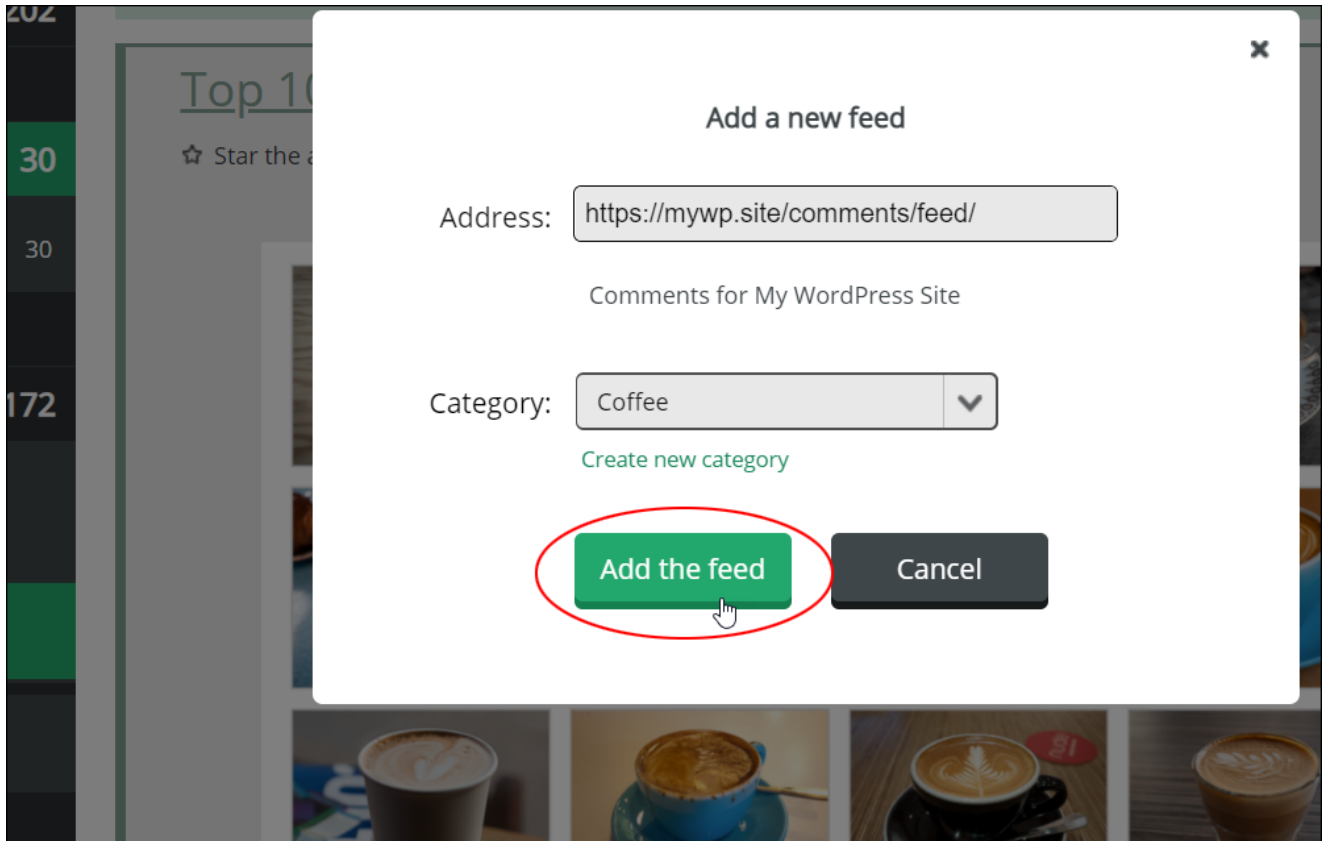 202
Top 10
Star the a
30
30
172
Add a new feed
Address: https://mywp.site/comments/feed/
Comments for My WordPress Site
Category: Coffee
Create new category
Add the feed
Cancel